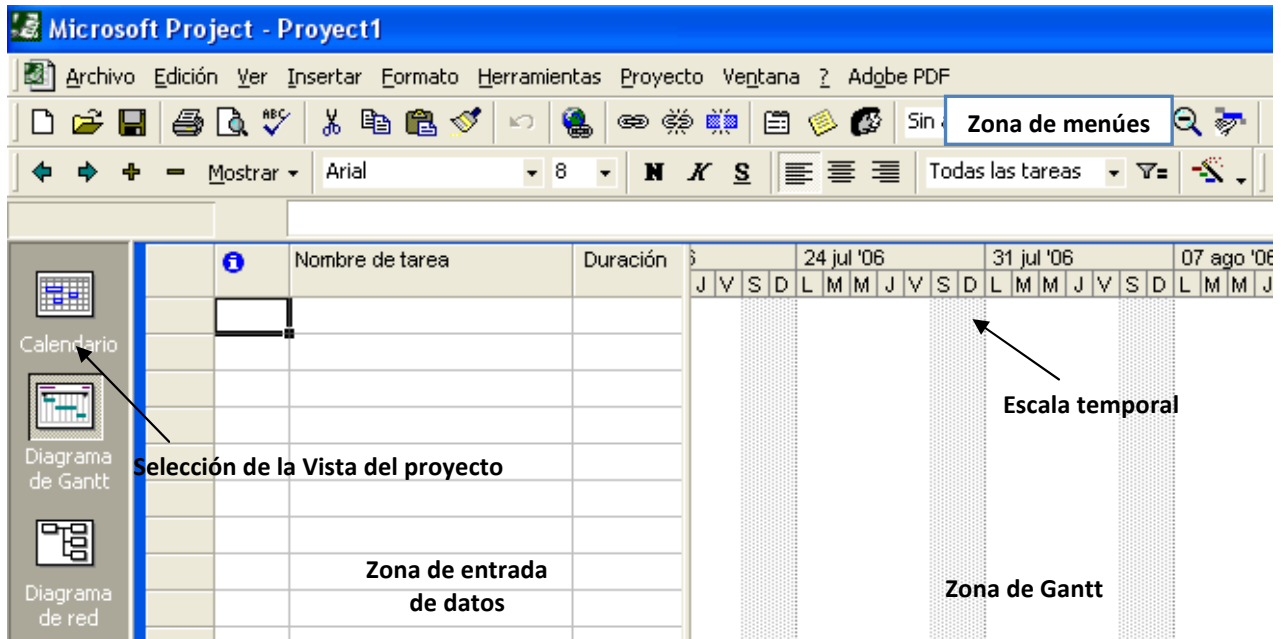 Microsoft Project - Proyect1
Archivo Edición Ver Insertar Formato Herramientas Proyecto Ventana ? Adobe PDF
ABC Sin Zona de menúes
Mostrar Arial 8 N K S Todas las tareas
Nombre de tarea Duración 24 jul '06 31 jul '06 07 ago '06
J V S D L M M J V S D L M M J V S D L M M J
Calendario
Escala temporal
Diagrama
de Gantt
Selección de la Vista del proyecto
Zona de entrada
de datos
Zona de Gantt
Diagrama
de red